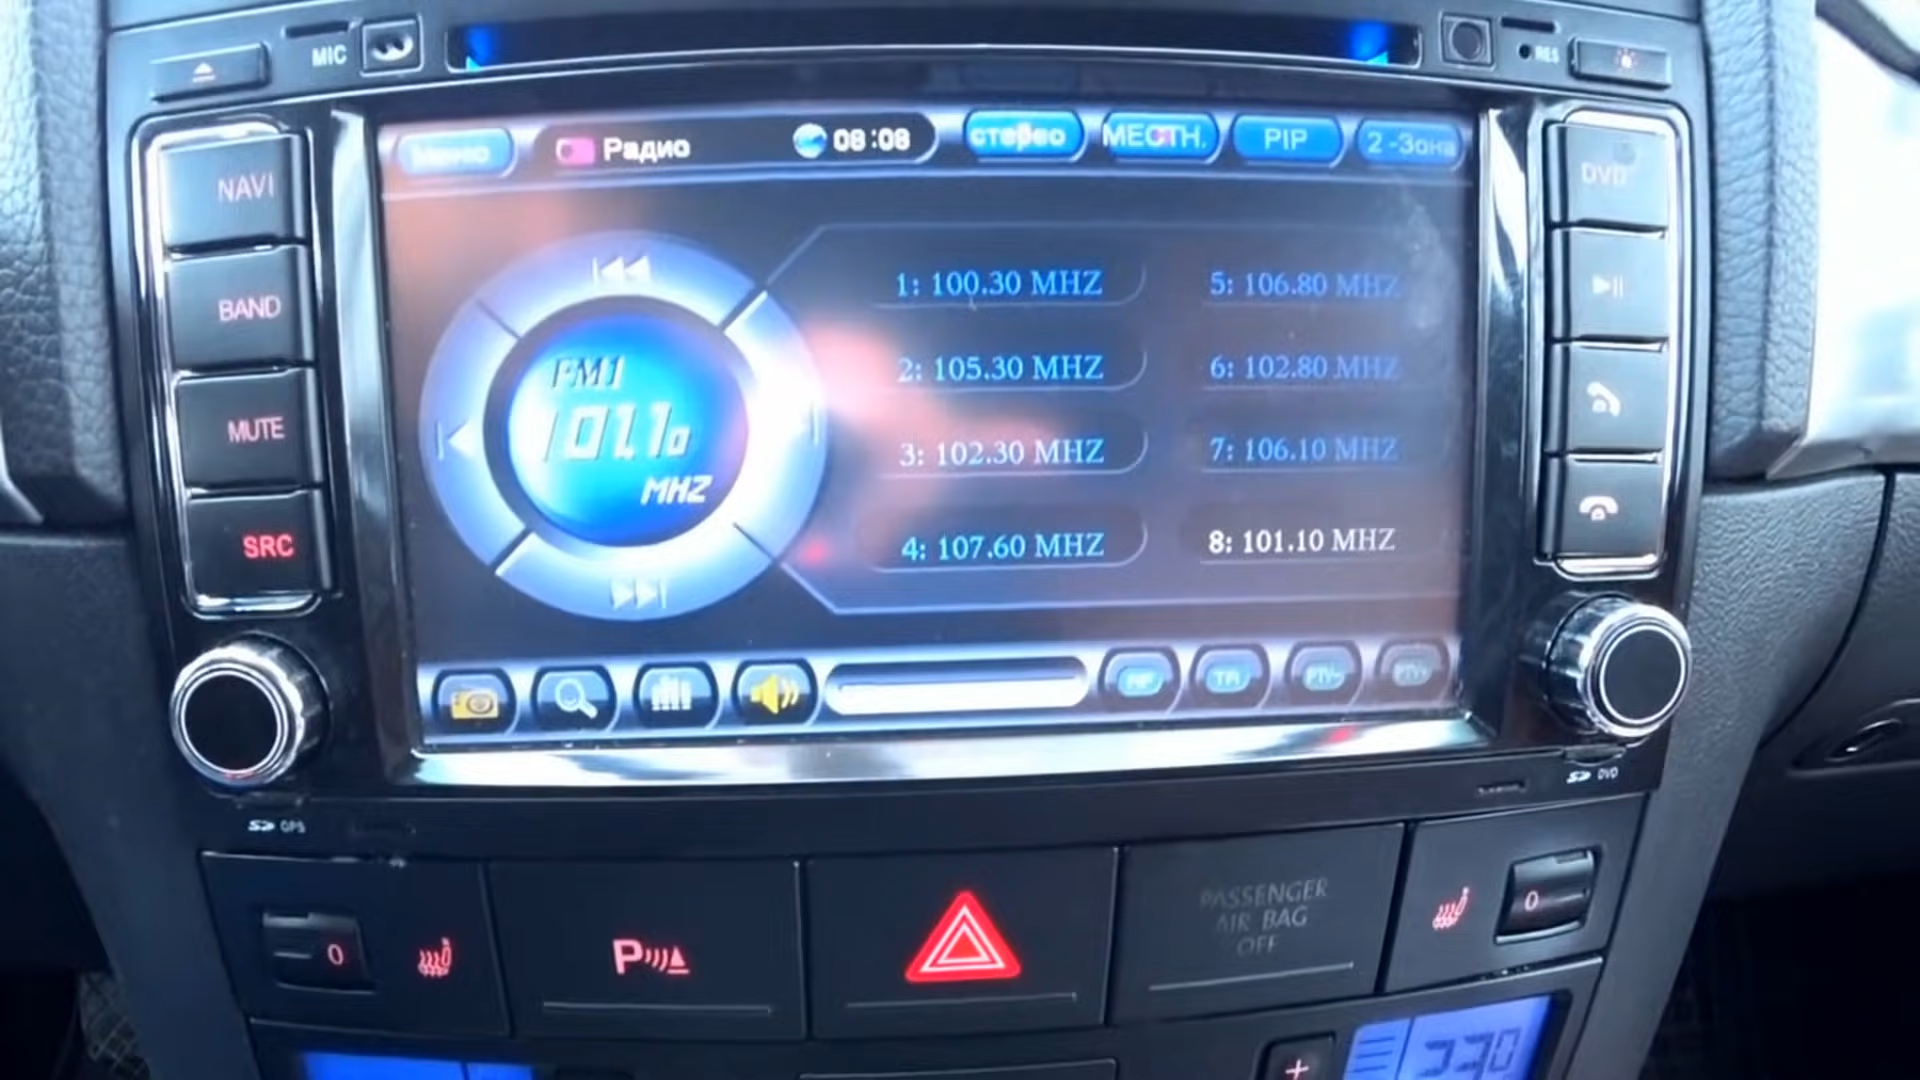 MIC
RES
NAVI
BAND
MUTE
SRC
DVD
Меню
Радио
08:08
стерео
МЕСТН.
PIP
2 -Зона
FM1
101.10
MHZ
1: 100.30 MHZ
2: 105.30 MHZ
3: 102.30 MHZ
4: 107.60 MHZ
5: 106.80 MHZ
6: 102.80 MHZ
7: 106.10 MHZ
8: 101.10 MHZ
GPS
DVD
0
P
PASSENGER
AIR BAG
OFF
0
+